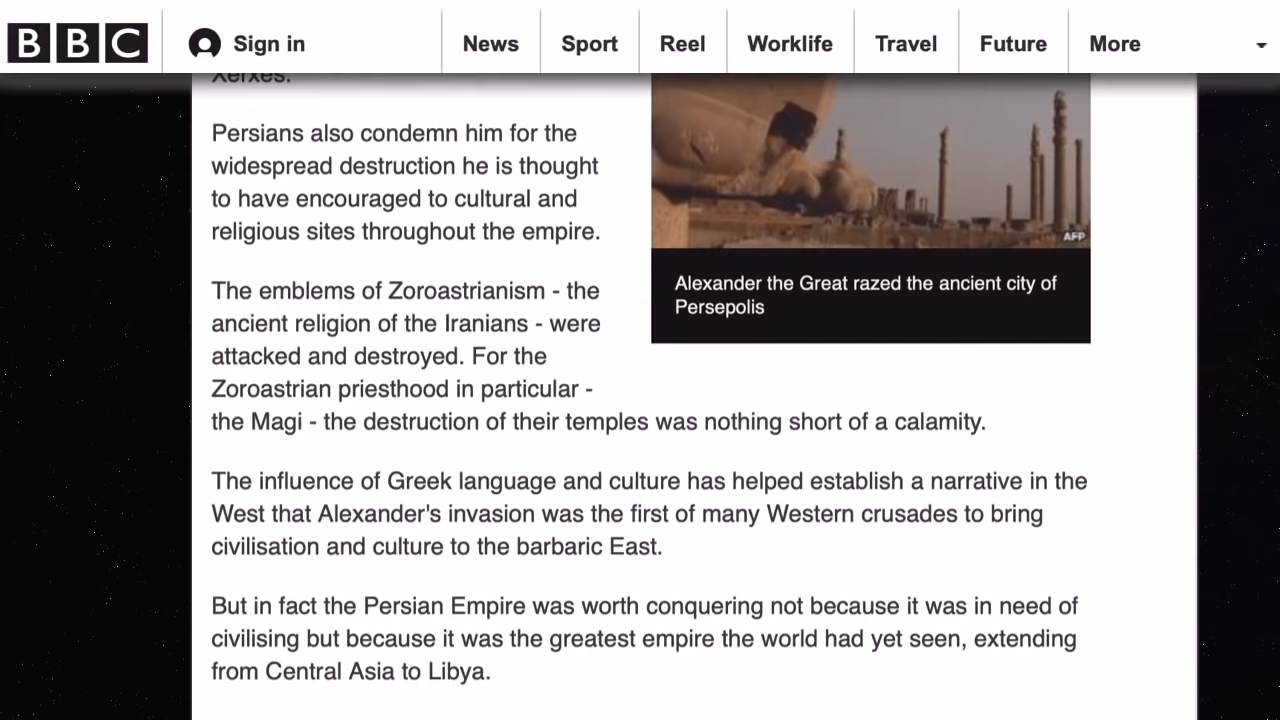 BBC
Sign in
News
Sport
Reel
Worklife
Travel
Future
More
Xerxes.
Persians also condemn him for the
widespread destruction he is thought
to have encouraged to cultural and
religious sites throughout the empire.
AFP
Alexander the Great razed the ancient city of
Persepolis
The emblems of Zoroastrianism - the
ancient religion of the Iranians - were
attacked and destroyed. For the
Zoroastrian priesthood in particular -
the Magi - the destruction of their temples was nothing short of a calamity.
The influence of Greek language and culture has helped establish a narrative in the
West that Alexander's invasion was the first of many Western crusades to bring
civilisation and culture to the barbaric East.
But in fact the Persian Empire was worth conquering not because it was in need of
civilising but because it was the greatest empire the world had yet seen, extending
from Central Asia to Libya.